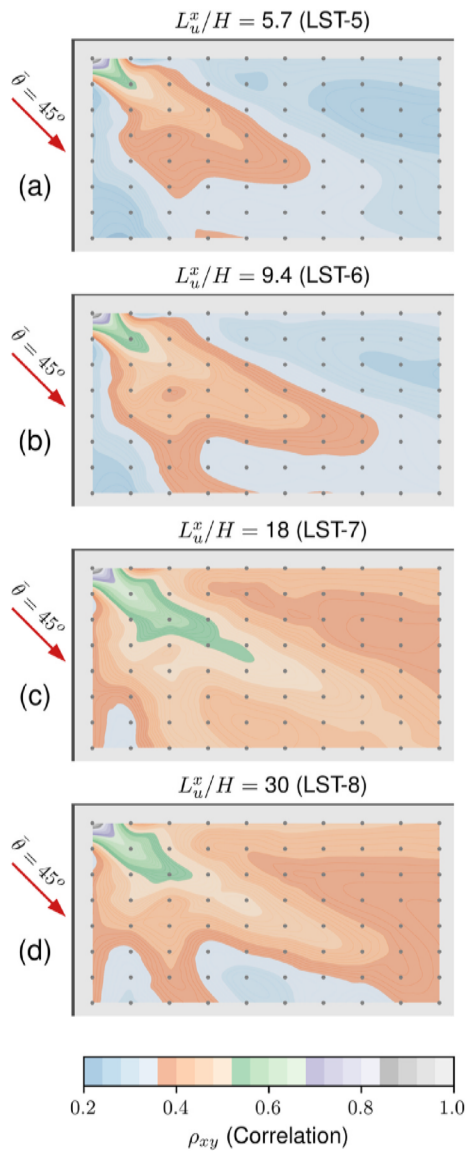 L_u^x/H = 5.7 (LST-5)
θ̄ = 45°
(a)
L_u^x/H = 9.4 (LST-6)
θ̄ = 45°
(b)
L_u^x/H = 18 (LST-7)
θ̄ = 45°
(c)
L_u^x/H = 30 (LST-8)
θ̄ = 45°
(d)
0.2 0.4 0.6 0.8 1.0
ρ_xy (Correlation)